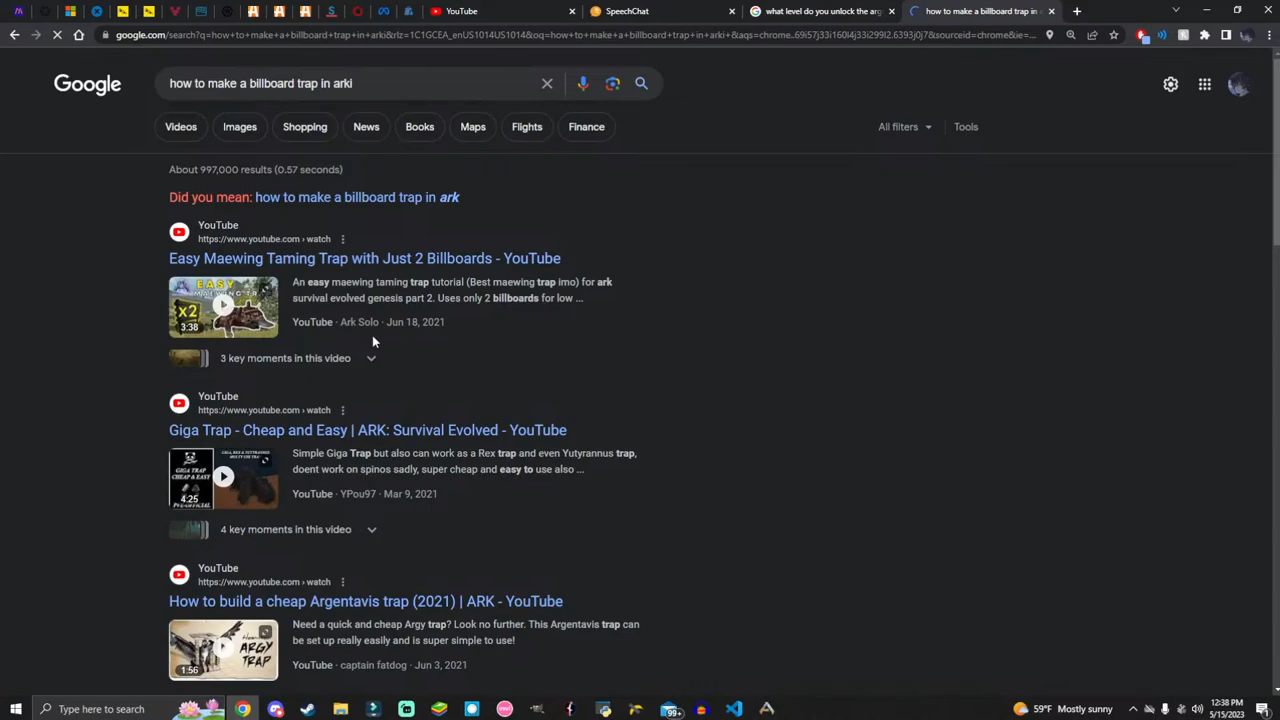 YouTube
SpeechChat
what level do you unlock the arg
how to make a billboard trap in
google.com/search?q=how+to+make+a+billboard+trap+in+arki&rlz=1C1GCEA_enUS1014US1014&oq=how+to+make+a+billboard+trap+in+arki+&aqs=chrome..69i57j33i160l4j33i299l2.6393j0j7&sourceid=chrome&ie=...
Google
how to make a billboard trap in arki
Videos
Images
Shopping
News
Books
Maps
Flights
Finance
All filters
Tools
About 997,000 results (0.57 seconds)
Did you mean: how to make a billboard trap in ark
YouTube
https://www.youtube.com › watch
Easy Maewing Taming Trap with Just 2 Billboards - YouTube
EASY
X2
3:38
An easy maewing taming trap tutorial (Best maewing trap imo) for ark
survival evolved genesis part 2. Uses only 2 billboards for low ...
YouTube · Ark Solo · Jun 18, 2021
3 key moments in this video
YouTube
https://www.youtube.com › watch
Giga Trap - Cheap and Easy | ARK: Survival Evolved - YouTube
GIGA TRAP
CHEAP & EASY
4:25
Simple Giga Trap but also can work as a Rex trap and even Yutyrannus trap,
doent work on spinos sadly, super cheap and easy to use also ...
YouTube · YPou97 · Mar 9, 2021
4 key moments in this video
YouTube
https://www.youtube.com › watch
How to build a cheap Argentavis trap (2021) | ARK - YouTube
ARGY
TRAP
1:56
Need a quick and cheap Argy trap? Look no further. This Argentavis trap can
be set up really easily and is super simple to use!
YouTube · captain fatdog · Jun 3, 2021
Type here to search
99+
59°F Mostly sunny
12:38 PM
5/15/2023